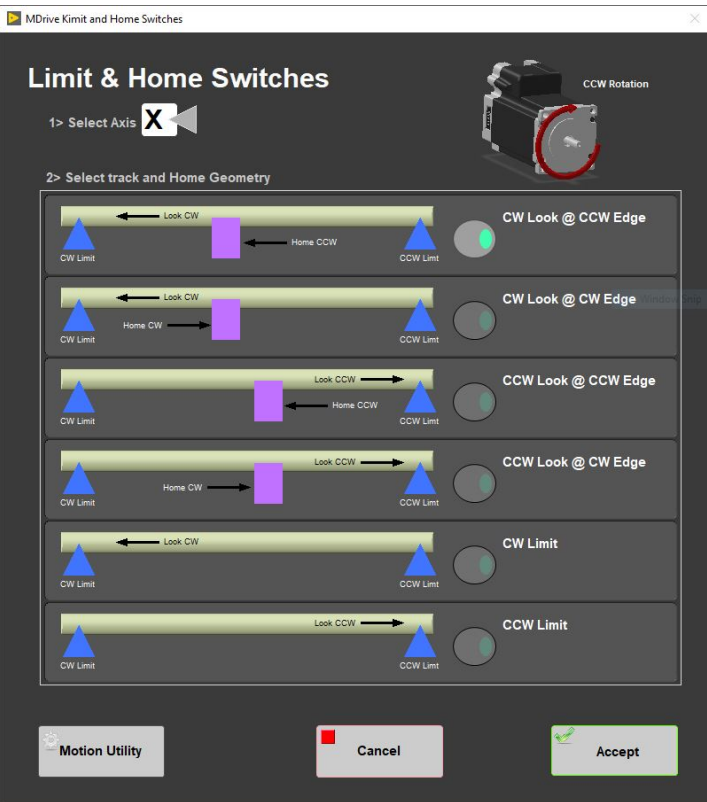 MDrive Kimit and Home Switches
Limit & Home Switches
CCW Rotation
1> Select Axis X
2> Select track and Home Geometry
Look CW
Home CCW
CW Limit
CCW Limt
CW Look @ CCW Edge
Look CW
Home CW
CW Limit
CCW Limt
CW Look @ CW Edge
Window Snip
Look CCW
Home CCW
CW Limit
CCW Limt
CCW Look @ CCW Edge
Look CCW
Home CW
CW Limit
CCW Limt
CCW Look @ CW Edge
Look CW
CW Limit
CCW Limt
CW Limit
Look CCW
CW Limit
CCW Limt
CCW Limit
Motion Utility
Cancel
Accept